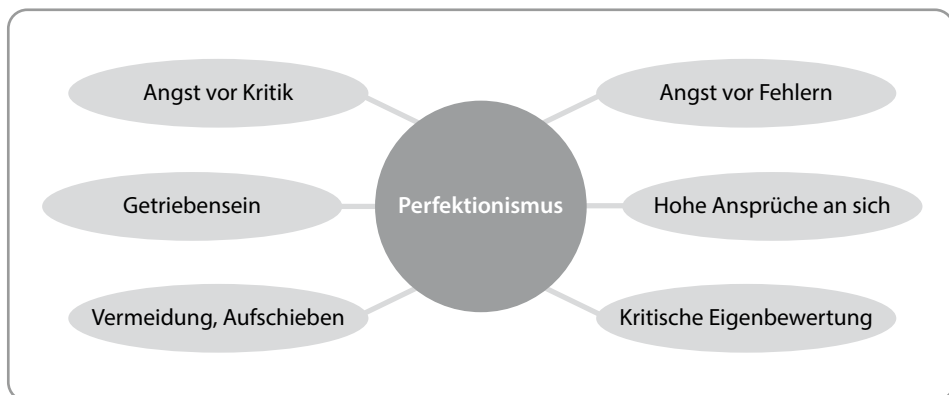 Angst vor Kritik
Angst vor Fehlern
Getriebensein
Perfektionismus
Hohe Ansprüche an sich
Vermeidung, Aufschieben
Kritische Eigenbewertung